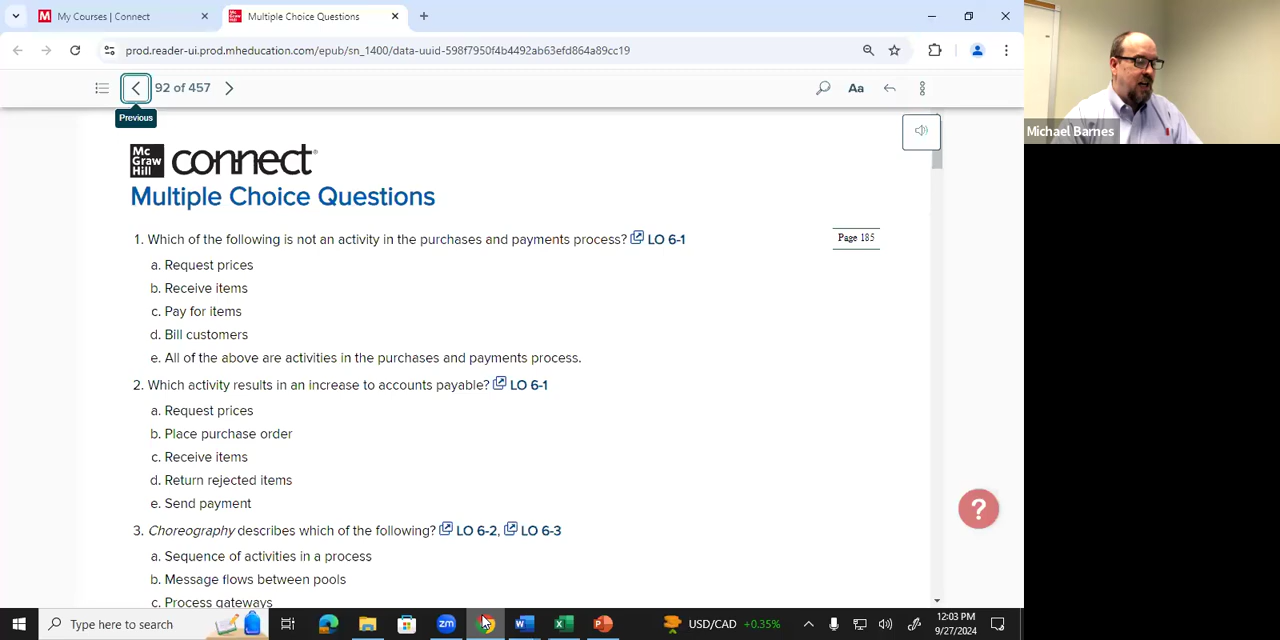 My Courses | Connect
Mc Graw Hill
Multiple Choice Questions
prod.reader-ui.prod.mheducation.com/epub/sn_1400/data-uuid-598f7950f4b4492ab63efd864a89cc19
92 of 457
Aa
Previous
Michael Barnes
Mc
Graw
Hill
connect®
Multiple Choice Questions
1. Which of the following is not an activity in the purchases and payments process? LO 6-1
Page 185
a. Request prices
b. Receive items
c. Pay for items
d. Bill customers
e. All of the above are activities in the purchases and payments process.
2. Which activity results in an increase to accounts payable? LO 6-1
a. Request prices
b. Place purchase order
c. Receive items
d. Return rejected items
e. Send payment
3. Choreography describes which of the following? LO 6-2, LO 6-3
a. Sequence of activities in a process
b. Message flows between pools
c. Process gateways
?
Type here to search
zm
USD/CAD +0.35%
12:03 PM
9/27/2024